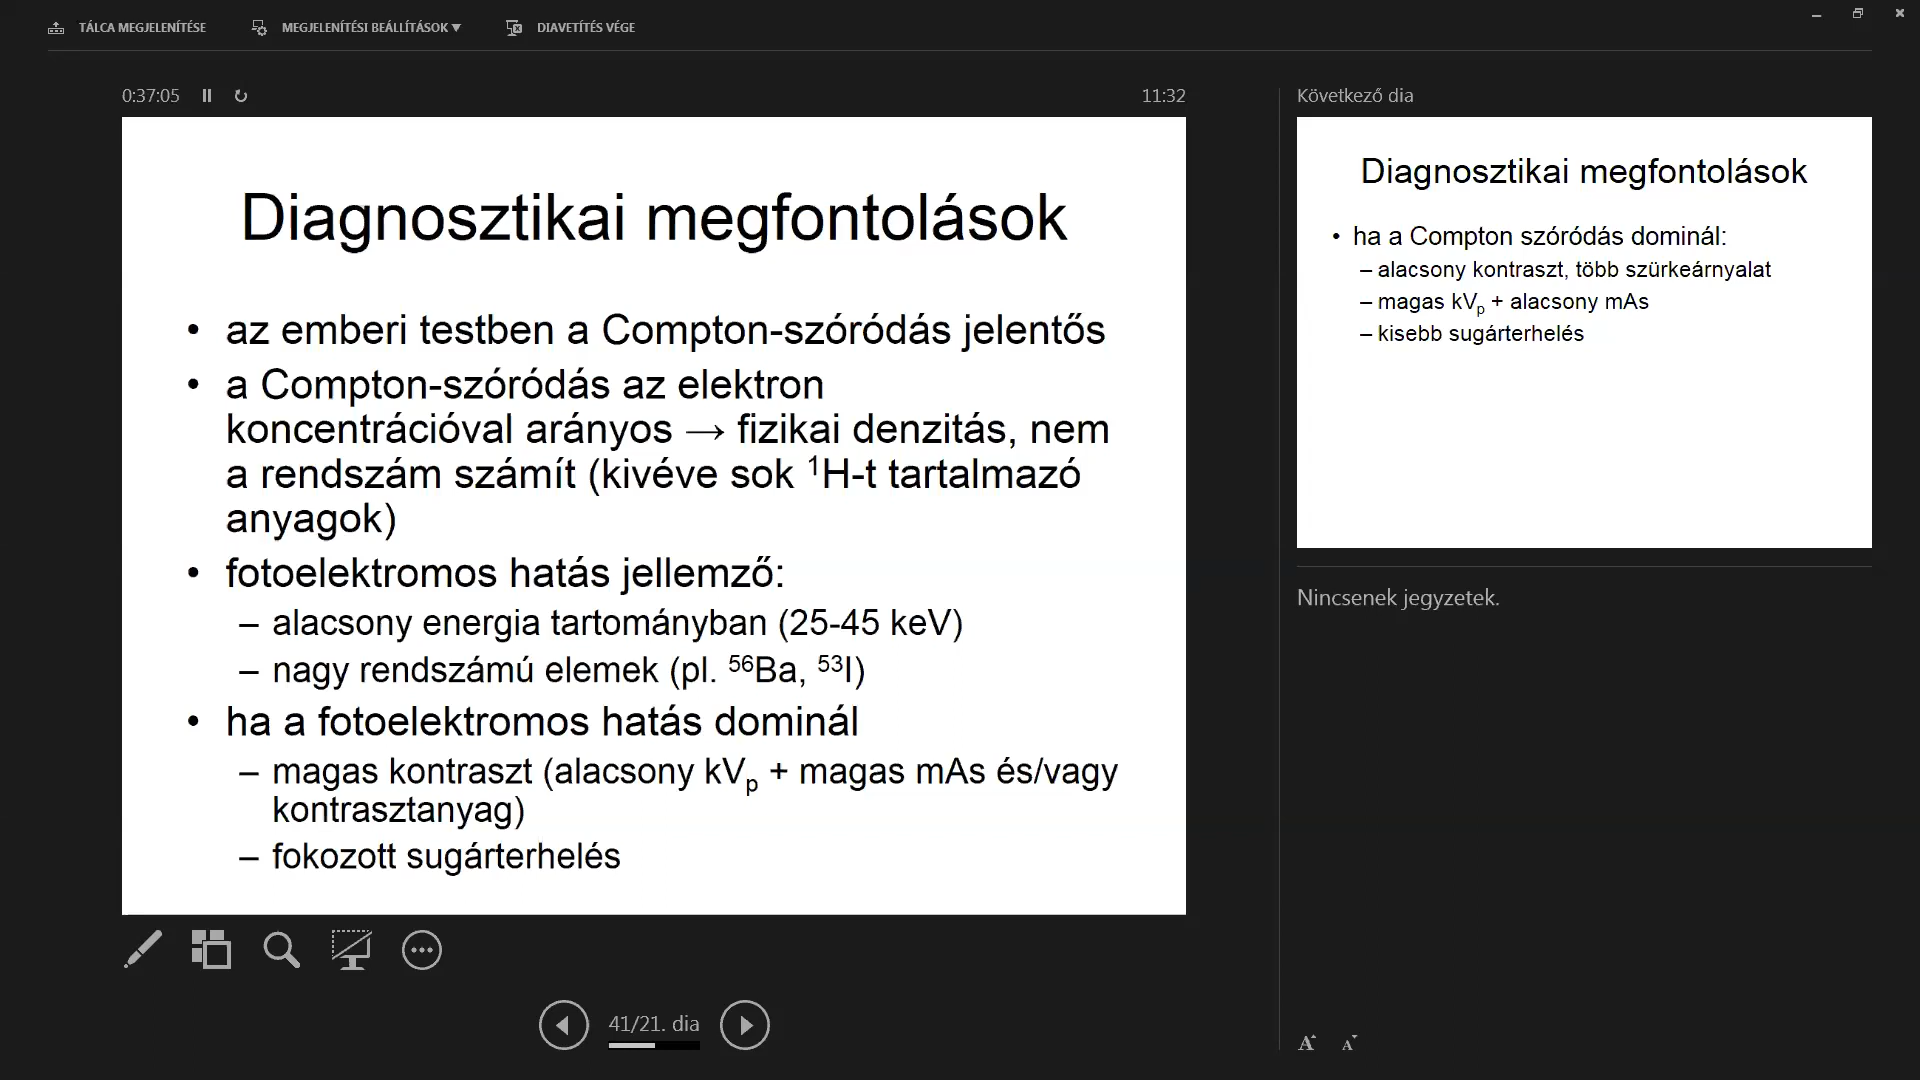 TÁLCA MEGJELENÍTÉSE
MEGJELENÍTÉSI BEÁLLÍTÁSOK ▼
DIAVETÍTÉS VÉGE
0:37:05
11:32
Diagnosztikai megfontolások
• az emberi testben a Compton-szóródás jelentős
• a Compton-szóródás az elektron
koncentrációval arányos → fizikai denzitás, nem
a rendszám számít (kivéve sok ¹H-t tartalmazó
anyagok)
• fotoelektromos hatás jellemző:
– alacsony energia tartományban (25-45 keV)
– nagy rendszámú elemek (pl. ⁵⁶Ba, ⁵³I)
• ha a fotoelektromos hatás dominál
– magas kontraszt (alacsony kVₚ + magas mAs és/vagy
kontrasztanyag)
– fokozott sugárterhelés
41/21. dia
Következő dia
Diagnosztikai megfontolások
• ha a Compton szóródás dominál:
– alacsony kontraszt, több szürkeárnyalat
– magas kVₚ + alacsony mAs
– kisebb sugárterhelés
Nincsenek jegyzetek.
A A